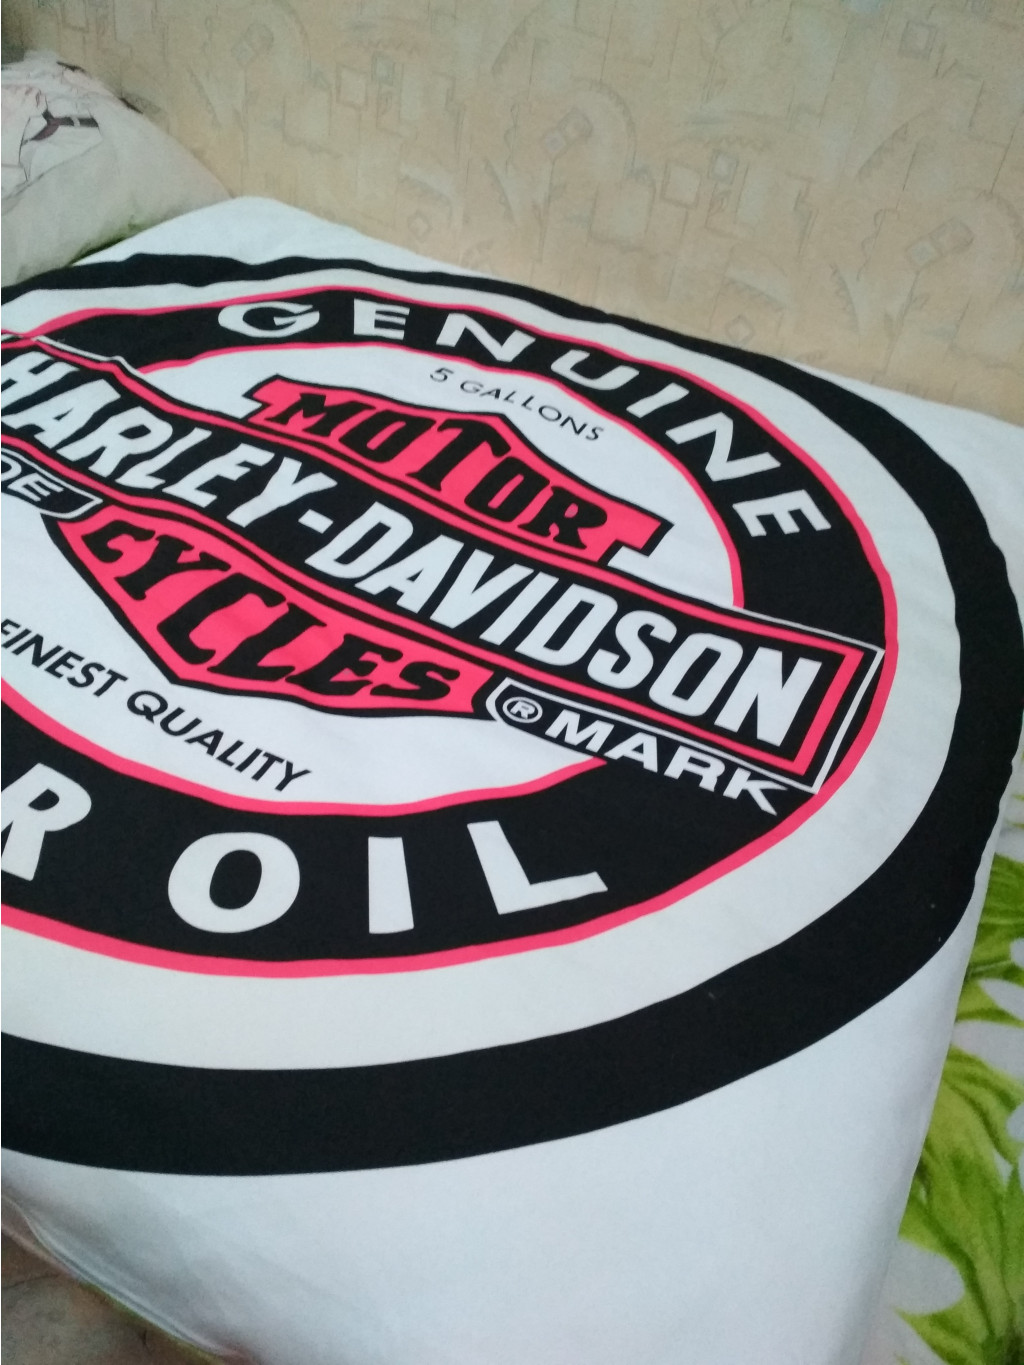 GENUINE
5 GALLONS
MOTOR
HARLEY-DAVIDSON
CYCLES
® MARK
FINEST QUALITY
OIL